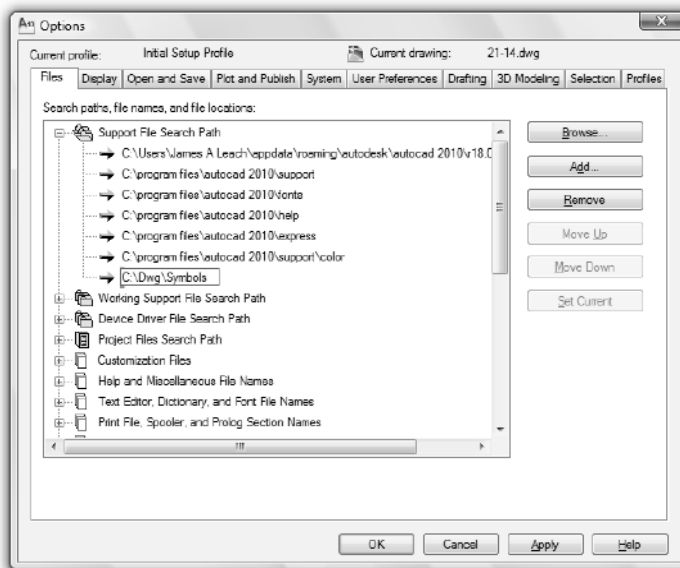 Options
Current profile: Initial Setup Profile Current drawing: 21-14.dwg
Files Display Open and Save Plot and Publish System User Preferences Drafting 3D Modeling Selection Profiles
Search paths, file names, and file locations:
Support File Search Path
C:\Users\James A Leach\appdata\roaming\autodesk\autocad 2010\r18.0
C:\program files\autocad 2010\support
C:\program files\autocad 2010\fonts
C:\program files\autocad 2010\help
C:\program files\autocad 2010\express
C:\program files\autocad 2010\support\color
C:\Dwg\Symbols
Working Support File Search Path
Device Driver File Search Path
Project Files Search Path
Customization Files
Help and Miscellaneous File Names
Text Editor, Dictionary, and Font File Names
Print File, Spooler, and Prolog Section Names
Browse...
Add...
Remove
Move Up
Move Down
Set Current
OK Cancel Apply Help